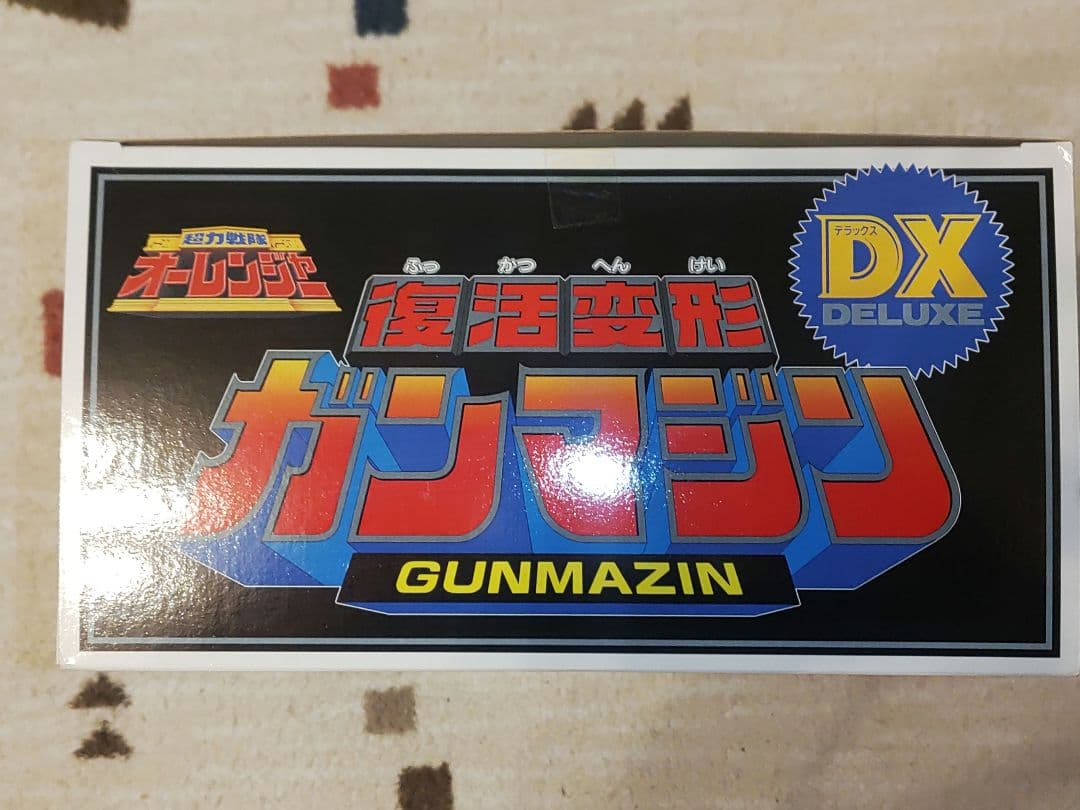 超力戦隊
オーレンジャー
デラックス
DX
DELUXE
ふっ かつ へん けい
復活変形
ガンマジン
GUNMAZIN